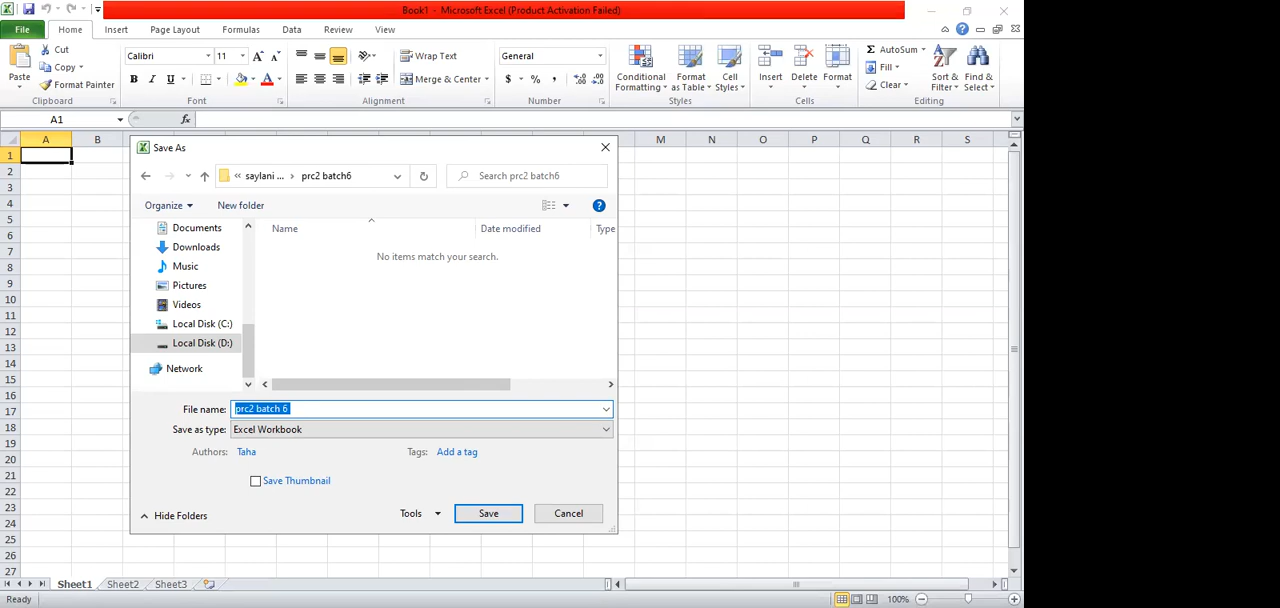 Book1 - Microsoft Excel (Product Activation Failed)
File Home Insert Page Layout Formulas Data Review View
Cut
Copy
Format Painter
Paste
Clipboard
Calibri 11
B I U
A
Font
Wrap Text
Merge & Center
Alignment
General
$ % ,
Number
Conditional Formatting
Format as Table
Cell Styles
Styles
Insert Delete Format
Cells
AutoSum
Fill
Clear
Sort & Filter
Find & Select
Editing
A1 fx
A B M N O P Q R S
1
2
3
4
5
6
7
8
9
10
11
12
13
14
15
16
17
18
19
20
21
22
23
24
25
26
27
Save As
« saylani ... › prc2 batch6
Search prc2 batch6
Organize New folder
Documents
Downloads
Music
Pictures
Videos
Local Disk (C:)
Local Disk (D:)
Network
Name Date modified Type
No items match your search.
File name: prc2 batch 6
Save as type: Excel Workbook
Authors: Taha Tags: Add a tag
Save Thumbnail
Hide Folders Tools Save Cancel
Sheet1 Sheet2 Sheet3
Ready 100%